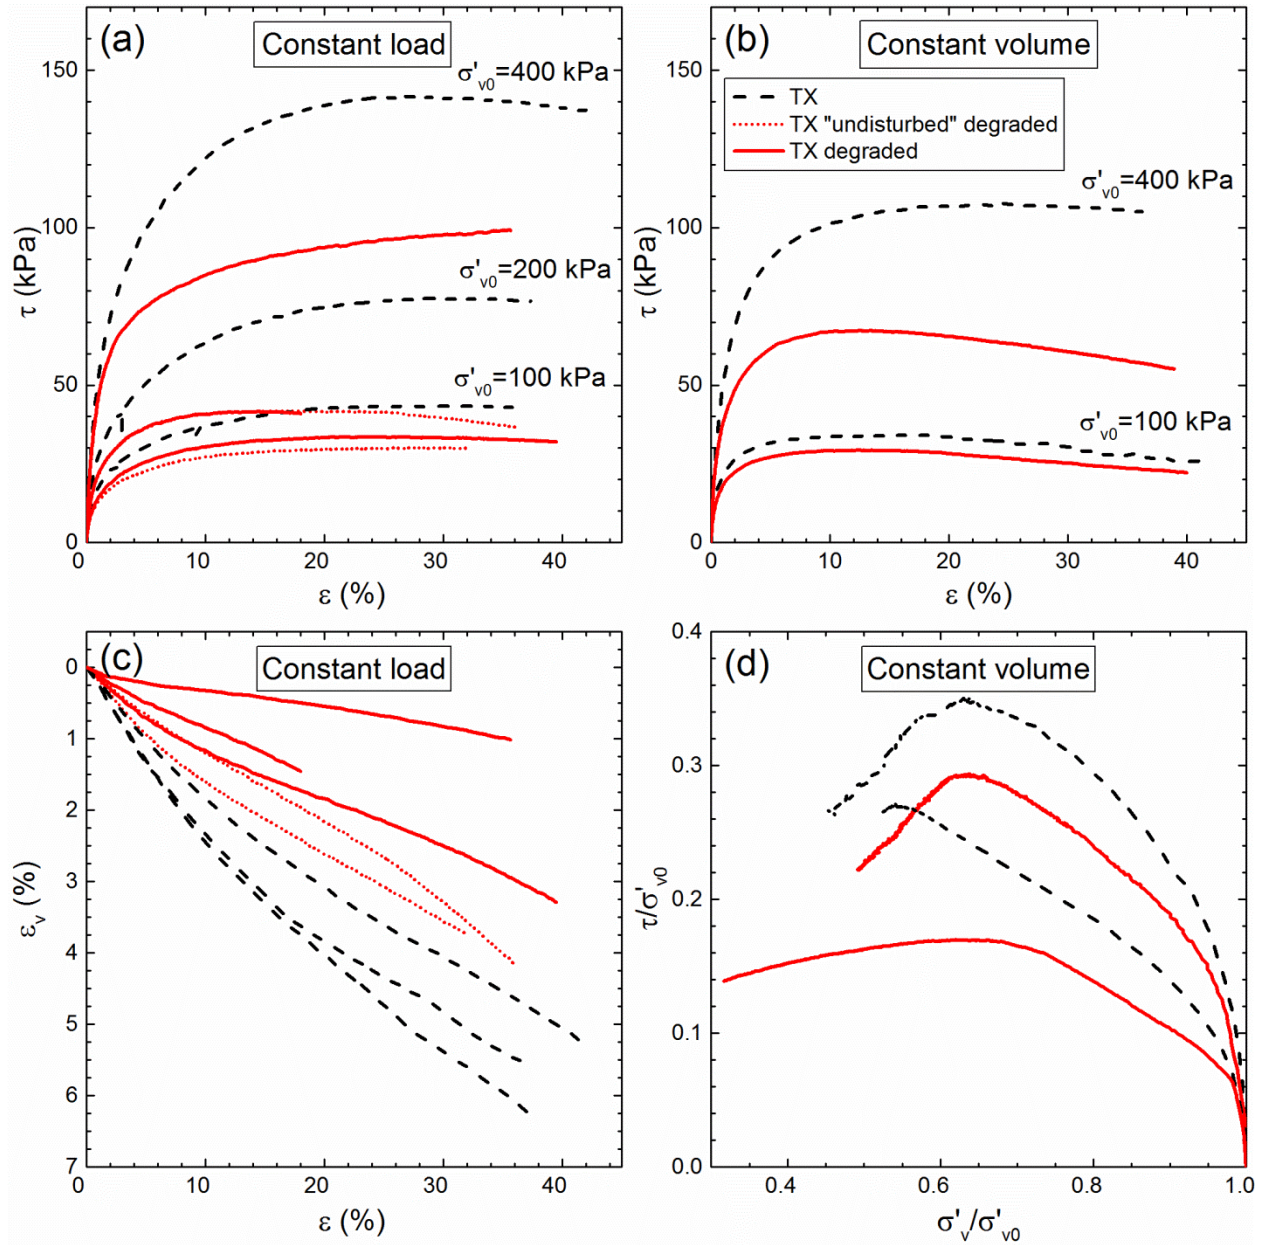 (a)
Constant load
σ'v0=400 kPa
σ'v0=200 kPa
σ'v0=100 kPa
150
100
50
0
τ (kPa)
0 10 20 30 40
ε (%)
(b)
Constant volume
TX
TX "undisturbed" degraded
TX degraded
σ'v0=400 kPa
σ'v0=100 kPa
150
100
50
0
τ (kPa)
0 10 20 30 40
ε (%)
(c)
Constant load
0
1
2
3
4
5
6
7
εv (%)
0 10 20 30 40
ε (%)
(d)
Constant volume
0.4
0.3
0.2
0.1
0.0
τ/σ'v0
0.4 0.6 0.8 1.0
σ'v/σ'v0